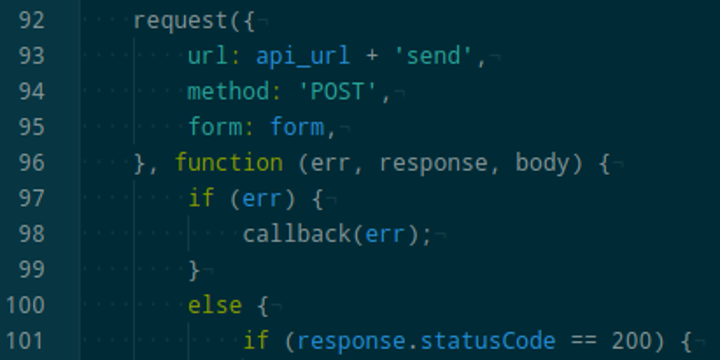 92 request({
93 url: api_url + 'send',
94 method: 'POST',
95 form: form,
96 }, function (err, response, body) {
97 if (err) {
98 callback(err);
99 }
100 else {
101 if (response.statusCode == 200) {